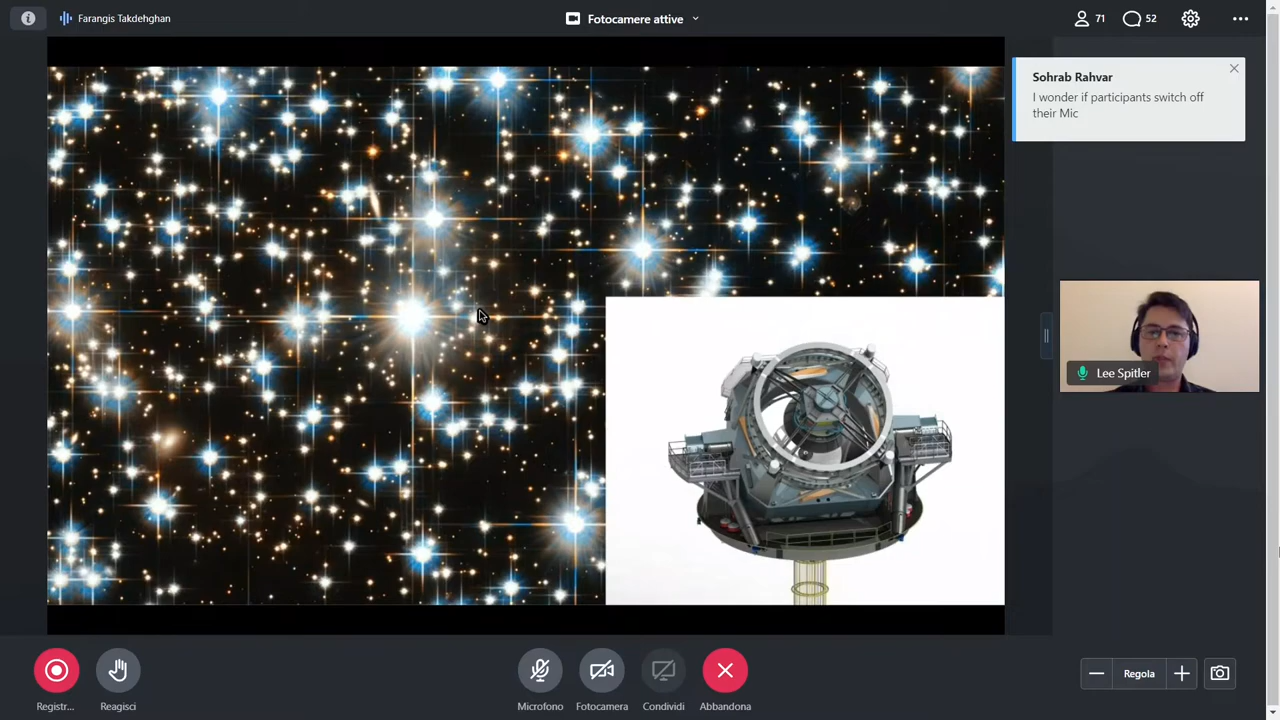 Farangis Takdehghan
Fotocamere attive
71
52
Sohrab Rahvar
I wonder if participants switch off
their Mic
Lee Spitler
Registr...
Reagisci
Microfono
Fotocamera
Condividi
Abbandona
Regola